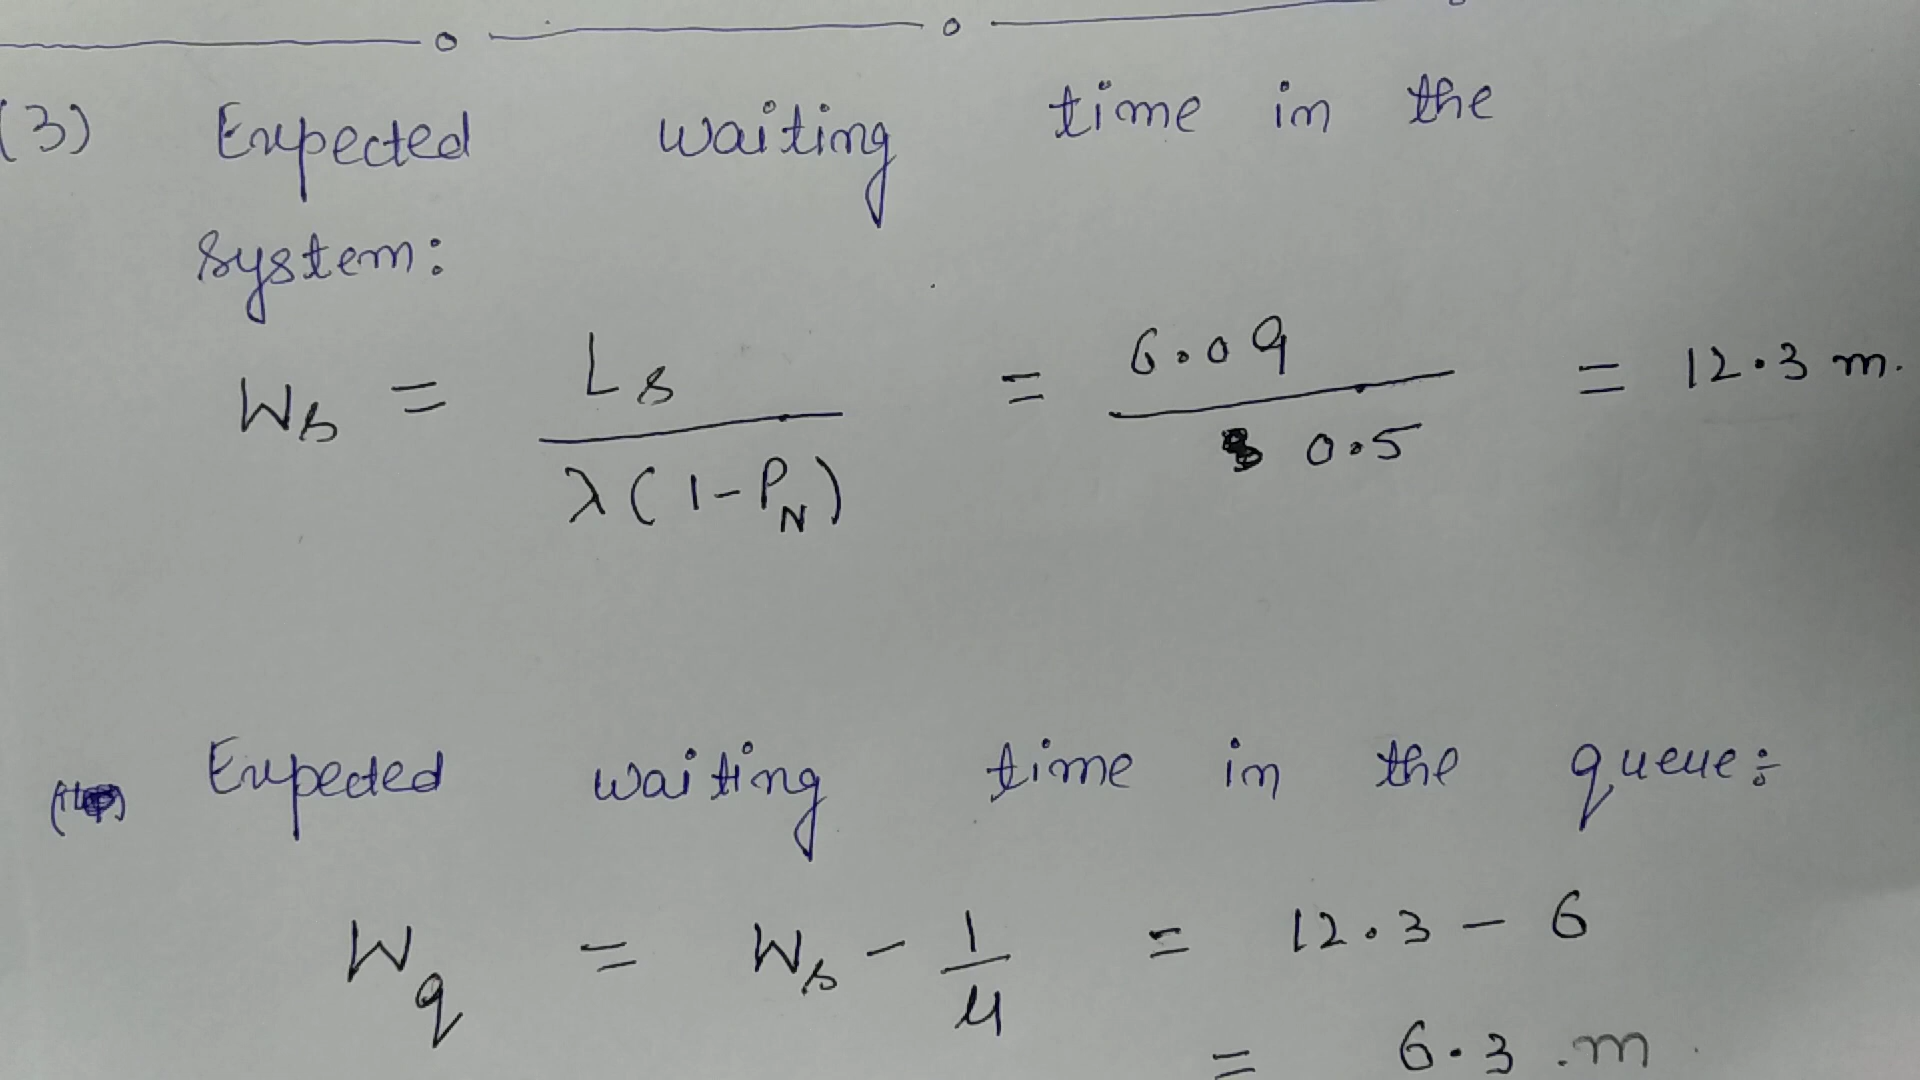 (3) Expected waiting time in the
system:
Ws = Ls / λ(1-PN) = 6.09 / 0.5 = 12.3 m.
Expected waiting time in the queue:
Wq = Ws - 1/μ = 12.3 - 6
= 6.3 .m